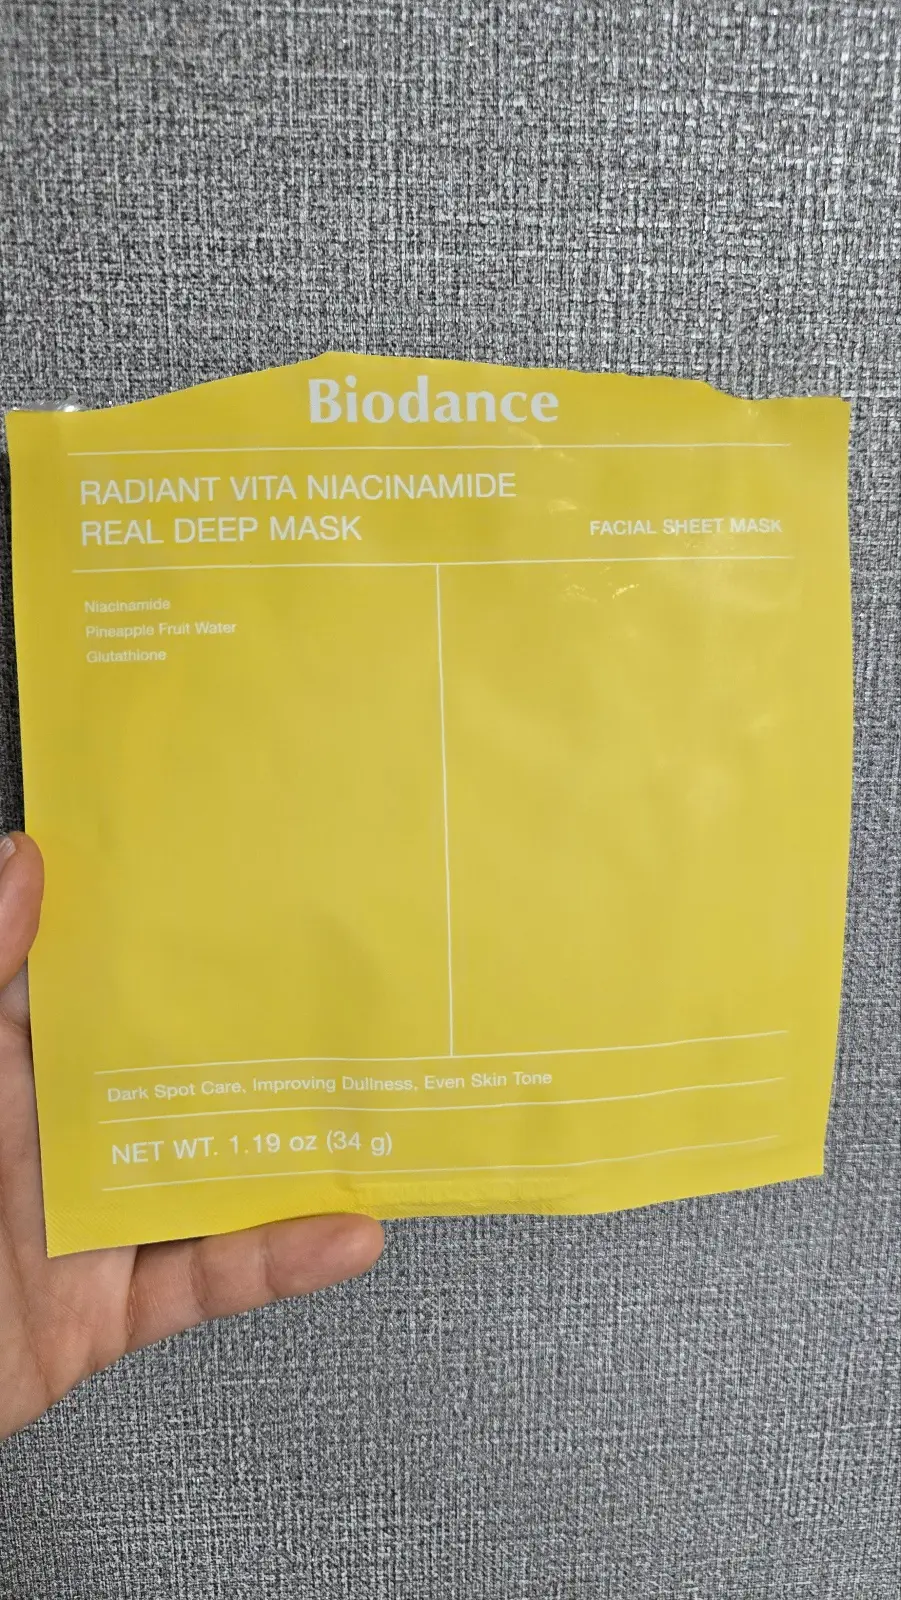 Biodance
RADIANT VITA NIACINAMIDE
REAL DEEP MASK
FACIAL SHEET MASK
Niacinamide
Pineapple Fruit Water
Glutathione
Dark Spot Care, Improving Dullness, Even Skin Tone
NET WT. 1.19 oz (34 g)